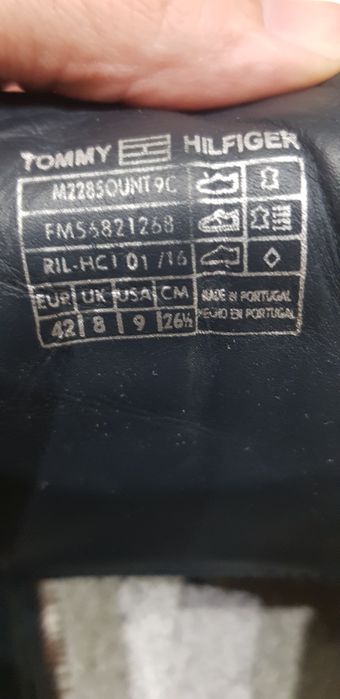 TOMMY HILFIGER
M2285OUNT9C
FM56821268
RIL-HCI 01/16
EUR UK USA CM
42 8 9 26½
MADE IN PORTUGAL
HECHO EN PORTUGAL